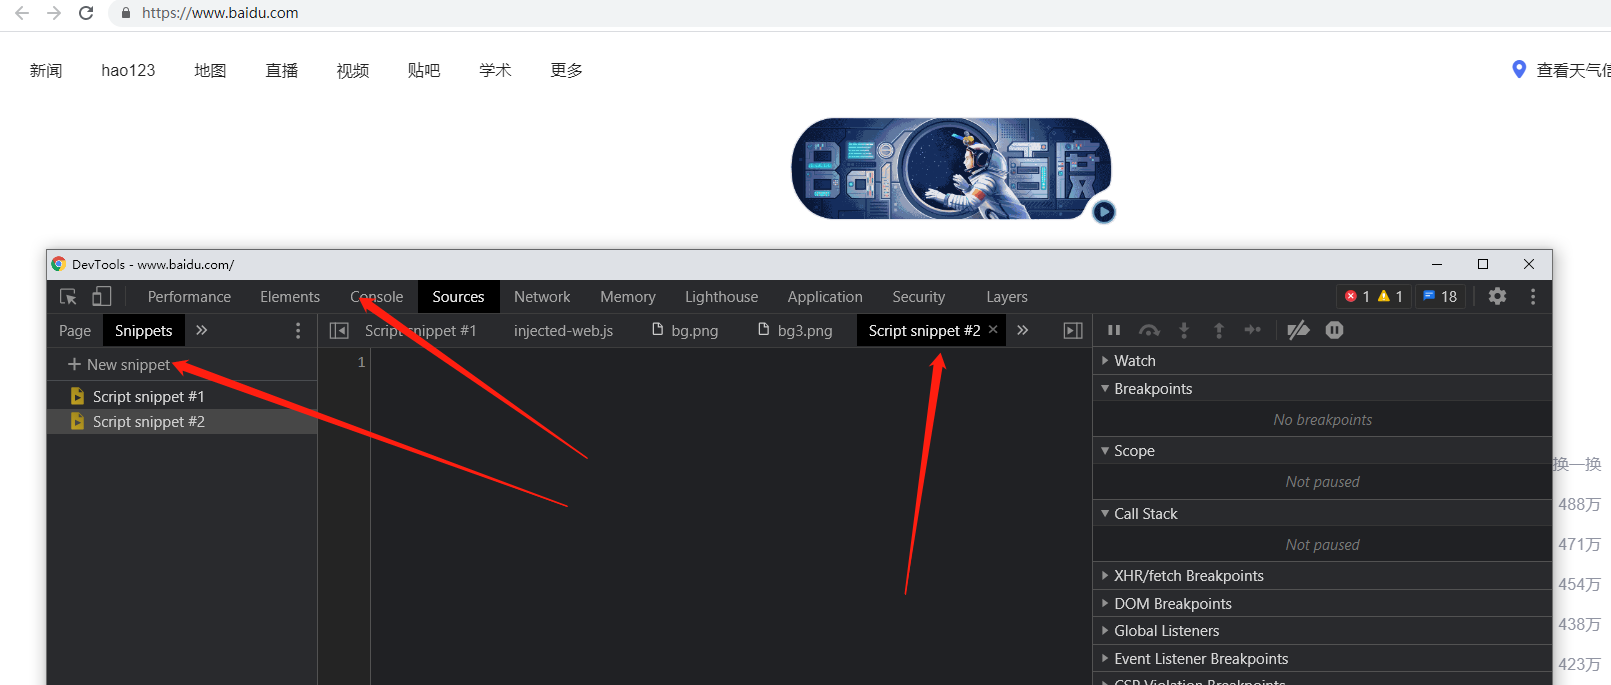 https://www.baidu.com
新闻 hao123 地图 直播 视频 贴吧 学术 更多 查看天气信
Bai 百度
DevTools - www.baidu.com/
Performance Elements Console Sources Network Memory Lighthouse Application Security Layers 1 1 18
Page Snippets Script snippet #1 injected-web.js bg.png bg3.png Script snippet #2
+ New snippet 1 Watch
Script snippet #1 Breakpoints
Script snippet #2 No breakpoints
Scope
换一换
Not paused
488万
Call Stack
Not paused 471万
XHR/fetch Breakpoints 454万
DOM Breakpoints
Global Listeners 438万
Event Listener Breakpoints 423万
CSP Violation Breakpoints